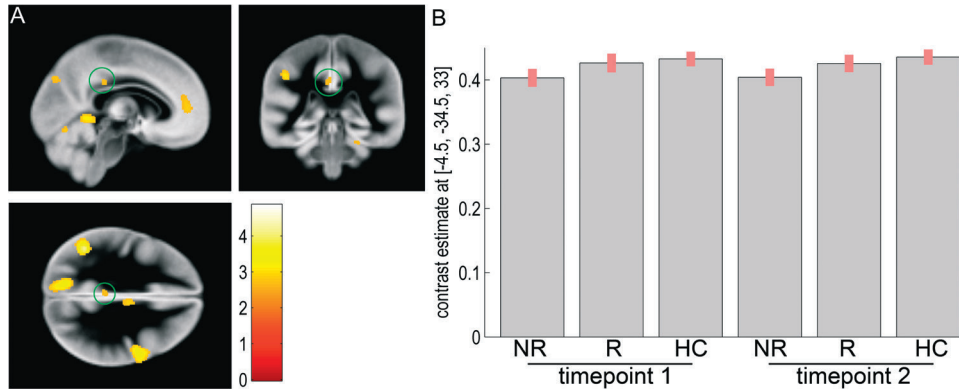 A
4
3
2
1
0
B
contrast estimate at [-4.5, -34.5, 33]
0.4
0.3
0.2
0.1
0
NR R HC NR R HC
timepoint 1 timepoint 2